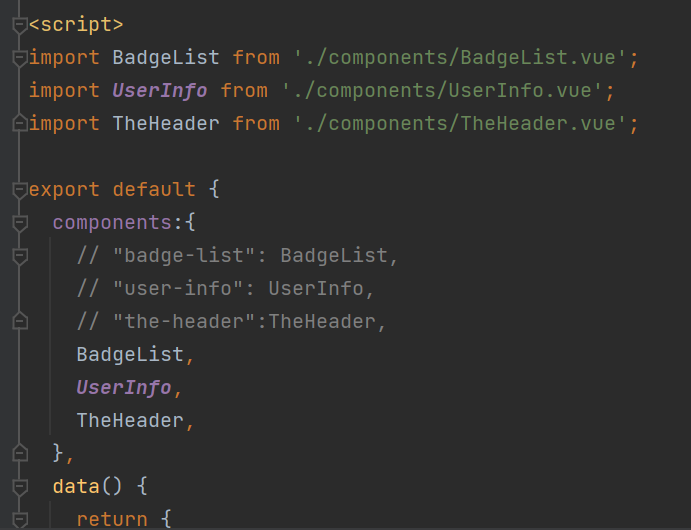 <script>
import BadgeList from './components/BadgeList.vue';
import UserInfo from './components/UserInfo.vue';
import TheHeader from './components/TheHeader.vue';
export default {
components:{
// "badge-list": BadgeList,
// "user-info": UserInfo,
// "the-header":TheHeader,
BadgeList,
UserInfo,
TheHeader,
},
data() {
return {